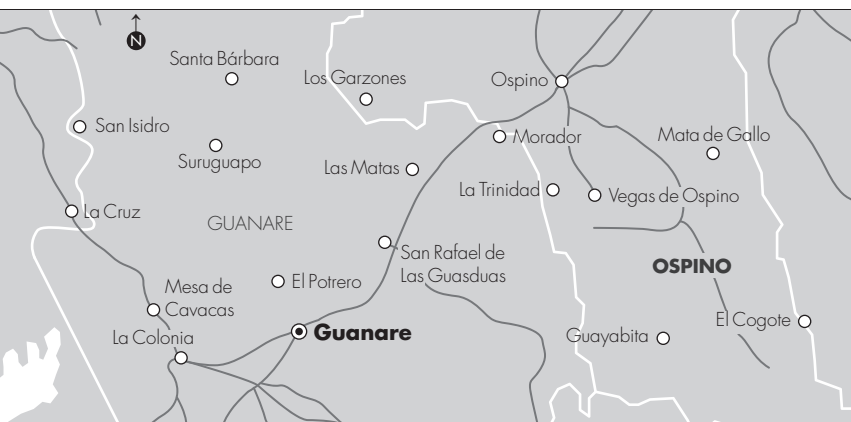 N
Santa Bárbara
Los Garzones
Ospino
San Isidro
Suruguapo
Morador
Mata de Gallo
Las Matas
La Trinidad
Vegas de Ospino
La Cruz
GUANARE
San Rafael de
Las Guasduas
OSPINO
El Potrero
Mesa de
Cavacas
La Colonia
Guanare
Guayabita
El Cogote